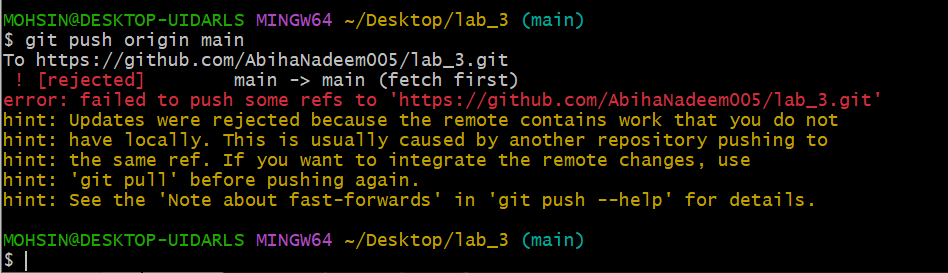 MOHSIN@DESKTOP-UIDARLS MINGW64 ~/Desktop/lab_3 (main)
$ git push origin main
To https://github.com/AbihaNadeem005/lab_3.git
 ! [rejected]        main -> main (fetch first)
error: failed to push some refs to 'https://github.com/AbihaNadeem005/lab_3.git'
hint: Updates were rejected because the remote contains work that you do not
hint: have locally. This is usually caused by another repository pushing to
hint: the same ref. If you want to integrate the remote changes, use
hint: 'git pull' before pushing again.
hint: See the 'Note about fast-forwards' in 'git push --help' for details.
MOHSIN@DESKTOP-UIDARLS MINGW64 ~/Desktop/lab_3 (main)
$